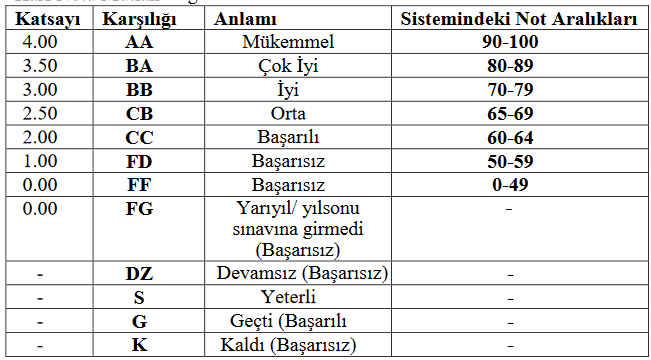 Katsayı Karşılığı Anlamı Sistemindeki Not Aralıkları
4.00 AA Mükemmel 90-100
3.50 BA Çok İyi 80-89
3.00 BB İyi 70-79
2.50 CB Orta 65-69
2.00 CC Başarılı 60-64
1.00 FD Başarısız 50-59
0.00 FF Başarısız 0-49
0.00 FG Yarıyıl/ yılsonu -
sınavına girmedi
(Başarısız)
- DZ Devamsız (Başarısız) -
- S Yeterli -
- G Geçti (Başarılı -
- K Kaldı (Başarısız) -